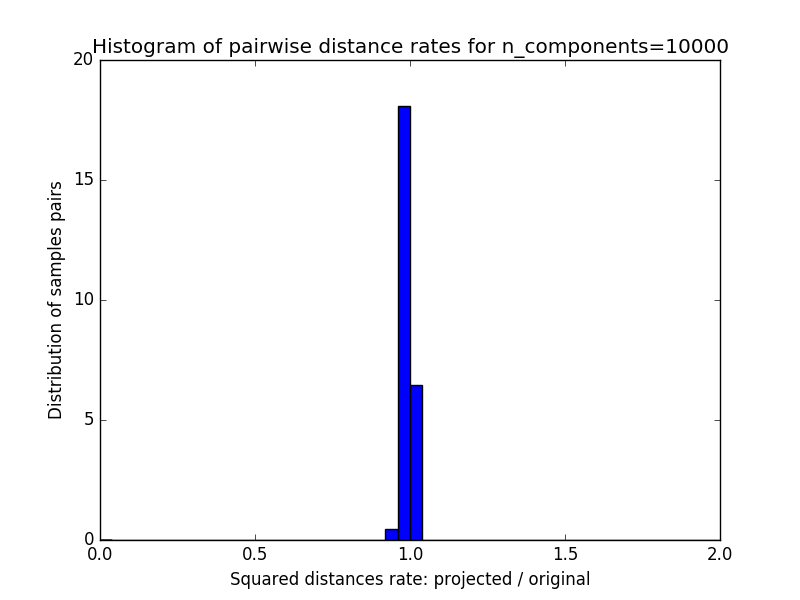 Histogram of pairwise distance rates for n_components=10000
20
15
10
5
0
Distribution of samples pairs
0.0 0.5 1.0 1.5 2.0
Squared distances rate: projected / original